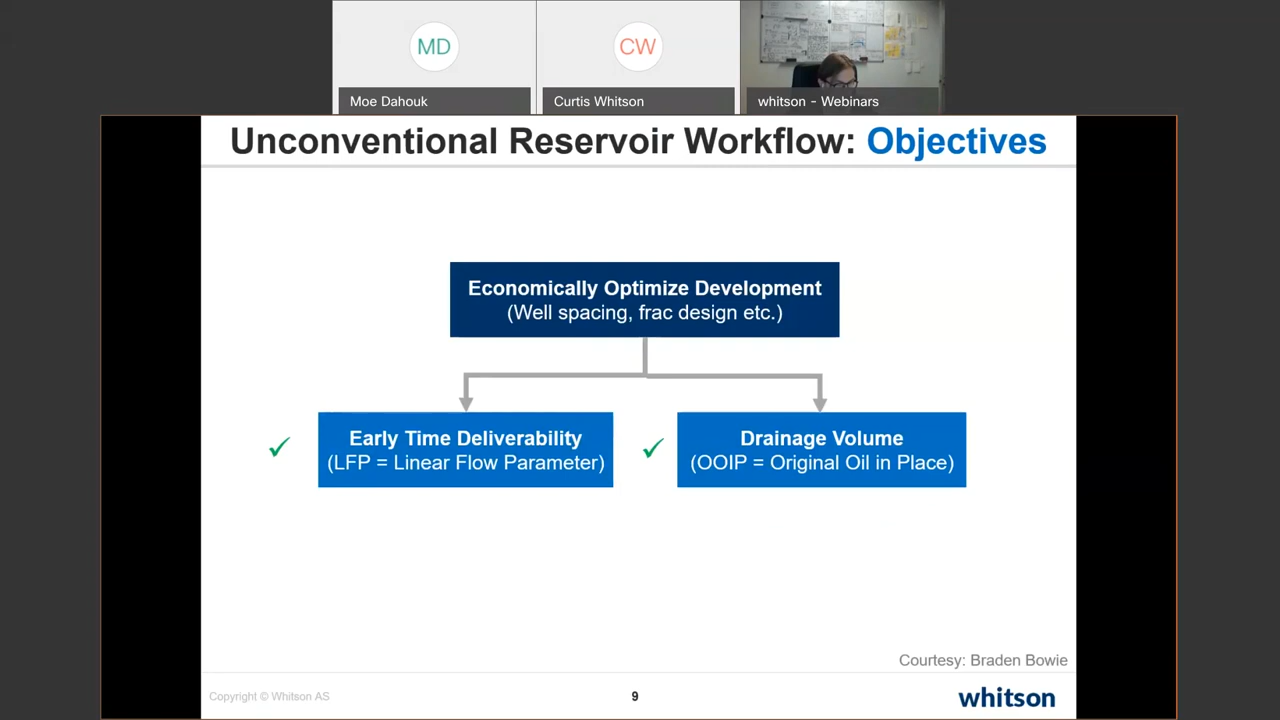 MD
CW
Moe Dahouk
Curtis Whitson
whitson - Webinars
Unconventional Reservoir Workflow: Objectives
Economically Optimize Development
(Well spacing, frac design etc.)
Early Time Deliverability
(LFP = Linear Flow Parameter)
Drainage Volume
(OOIP = Original Oil in Place)
Courtesy: Braden Bowie
Copyright © Whitson AS
9
whitson